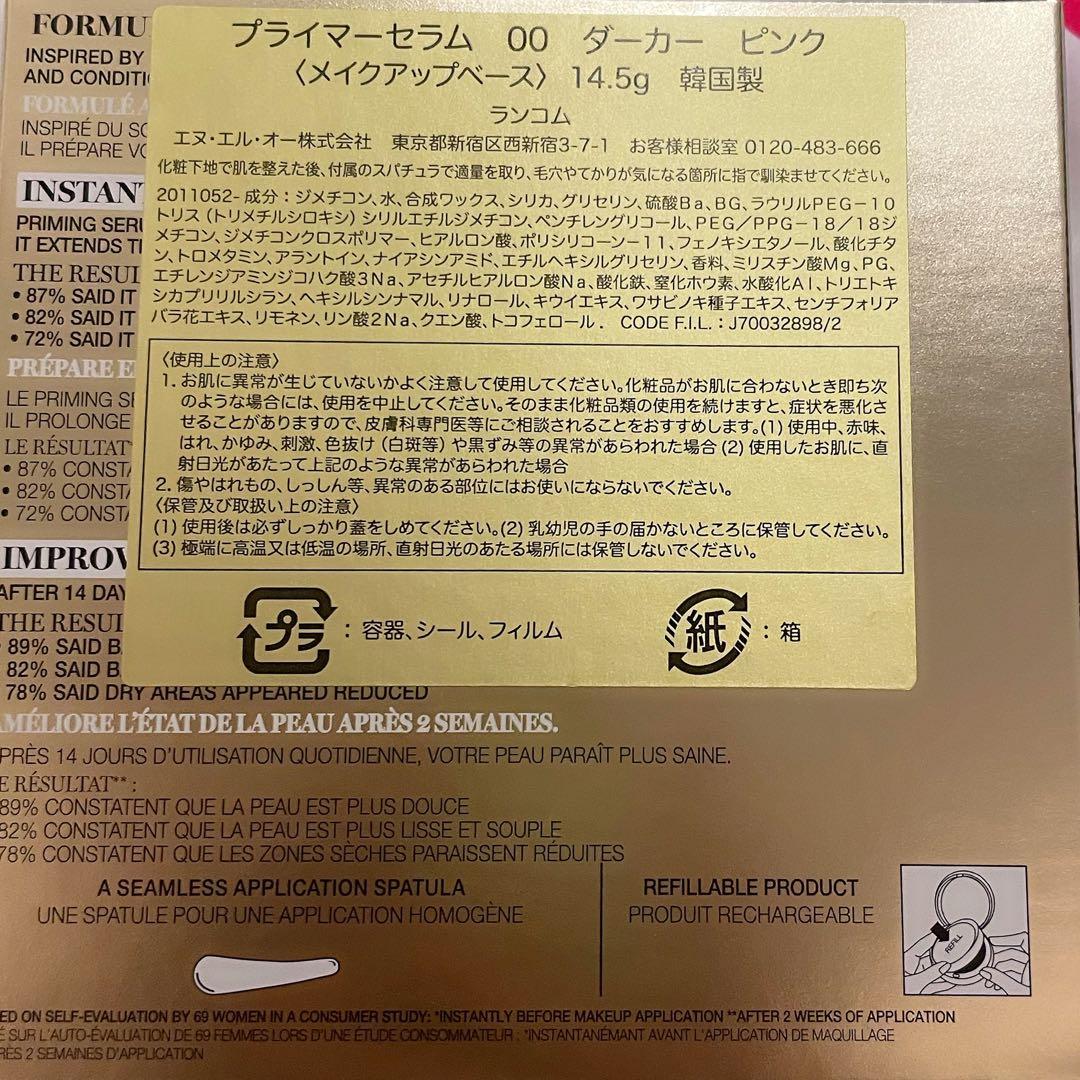 FORMU
プライマーセラム 00 ダーカー ピンク
INSPIRED BY
AND CONDITI
〈メイクアップベース〉 14.5g 韓国製
FORMULÉ A
ランコム
INSPIRÉ DU SO
IL PRÉPARE VO
エヌ・エル・オー株式会社 東京都新宿区西新宿3-7-1 お客様相談室 0120-483-666
化粧下地で肌を整えた後、付属のスパチュラで適量を取り、毛穴やてかりが気になる箇所に指で馴染ませてください。
INSTANT
2011052- 成分：ジメチコン、水、合成ワックス、シリカ、グリセリン、硫酸Ba、BG、ラウリルPEG－10
トリス（トリメチルシロキシ）シリルエチルジメチコン、ペンチレングリコール、PEG／PPG－18／18ジ
メチコン、ジメチコンクロスポリマー、ヒアルロン酸、ポリシリコーン－11、フェノキシエタノール、酸化チタ
ン、トロメタミン、アラントイン、ナイアシンアミド、エチルヘキシルグリセリン、香料、ミリスチン酸Mg、PG、
エチレンジアミンジコハク酸3Na、アセチルヒアルロン酸Na、酸化鉄、窒化ホウ素、水酸化Al、トリエトキ
シカプリリルシラン、ヘキシルシンナマル、リナロール、キウイエキス、ワサビノキ種子エキス、センチフォリア
バラ花エキス、リモネン、リン酸2Na、クエン酸、トコフェロール． CODE F.I.L.：J70032898/2
PRIMING SERU
IT EXTENDS TH
THE RESUL
• 87% SAID IT
• 82% SAID IT
• 72% SAID IT
〈使用上の注意〉
1. お肌に異常が生じていないかよく注意して使用してください。化粧品がお肌に合わないとき即ち次
のような場合には、使用を中止してください。そのまま化粧品類の使用を続けますと、症状を悪化さ
せることがありますので、皮膚科専門医等にご相談されることをおすすめします。(1) 使用中、赤味、
はれ、かゆみ、刺激、色抜け（白斑等）や黒ずみ等の異常があらわれた場合 (2) 使用したお肌に、直
射日光があたって上記のような異常があらわれた場合
2. 傷やはれもの、しっしん等、異常のある部位にはお使いにならないでください。
〈保管及び取扱い上の注意〉
(1) 使用後は必ずしっかり蓋をしめてください。(2) 乳幼児の手の届かないところに保管してください。
(3) 極端に高温又は低温の場所、直射日光のあたる場所には保管しないでください。
PRÉPARE E
LE PRIMING SE
IL PROLONGE
LE RÉSULTAT
• 87% CONSTA
• 82% CONSTA
• 72% CONSTA
IMPROV
AFTER 14 DAY
プラ：容器、シール、フィルム
紙：箱
THE RESUL
89% SAID B
82% SAID B
78% SAID DRY AREAS APPEARED REDUCED
AMÉLIORE L'ÉTAT DE LA PEAU APRÈS 2 SEMAINES.
PRÈS 14 JOURS D'UTILISATION QUOTIDIENNE, VOTRE PEAU PARAÎT PLUS SAINE.
E RÉSULTAT** :
89% CONSTATENT QUE LA PEAU EST PLUS DOUCE
82% CONSTATENT QUE LA PEAU EST PLUS LISSE ET SOUPLE
78% CONSTATENT QUE LES ZONES SÈCHES PARAISSENT RÉDUITES
A SEAMLESS APPLICATION SPATULA
UNE SPATULE POUR UNE APPLICATION HOMOGÈNE
REFILLABLE PRODUCT
PRODUIT RECHARGEABLE
REFILL
ED ON SELF-EVALUATION BY 69 WOMEN IN A CONSUMER STUDY: *INSTANTLY BEFORE MAKEUP APPLICATION **AFTER 2 WEEKS OF APPLICATION
É SUR L'AUTO-ÉVALUATION DE 69 FEMMES LORS D'UNE ÉTUDE CONSOMMATEUR : *INSTANTANÉMENT AVANT L'APPLICATION DE MAQUILLAGE
RÈS 2 SEMAINES D'APPLICATION